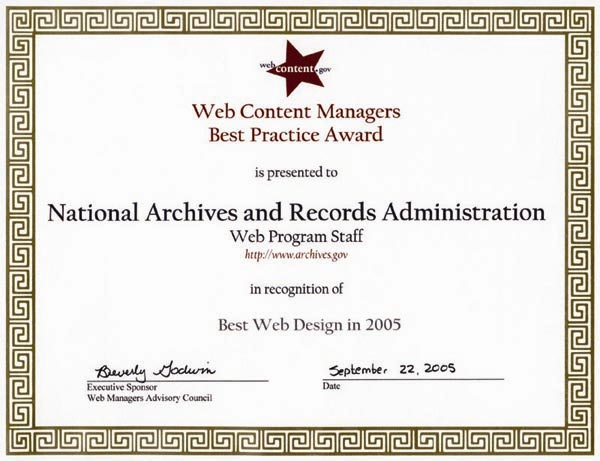 webcontent.gov
Web Content Managers
Best Practice Award
is presented to
National Archives and Records Administration
Web Program Staff
http://www.archives.gov
in recognition of
Best Web Design in 2005
Beverly Godwin
Executive Sponsor
Web Managers Advisory Council
September 22, 2005
Date